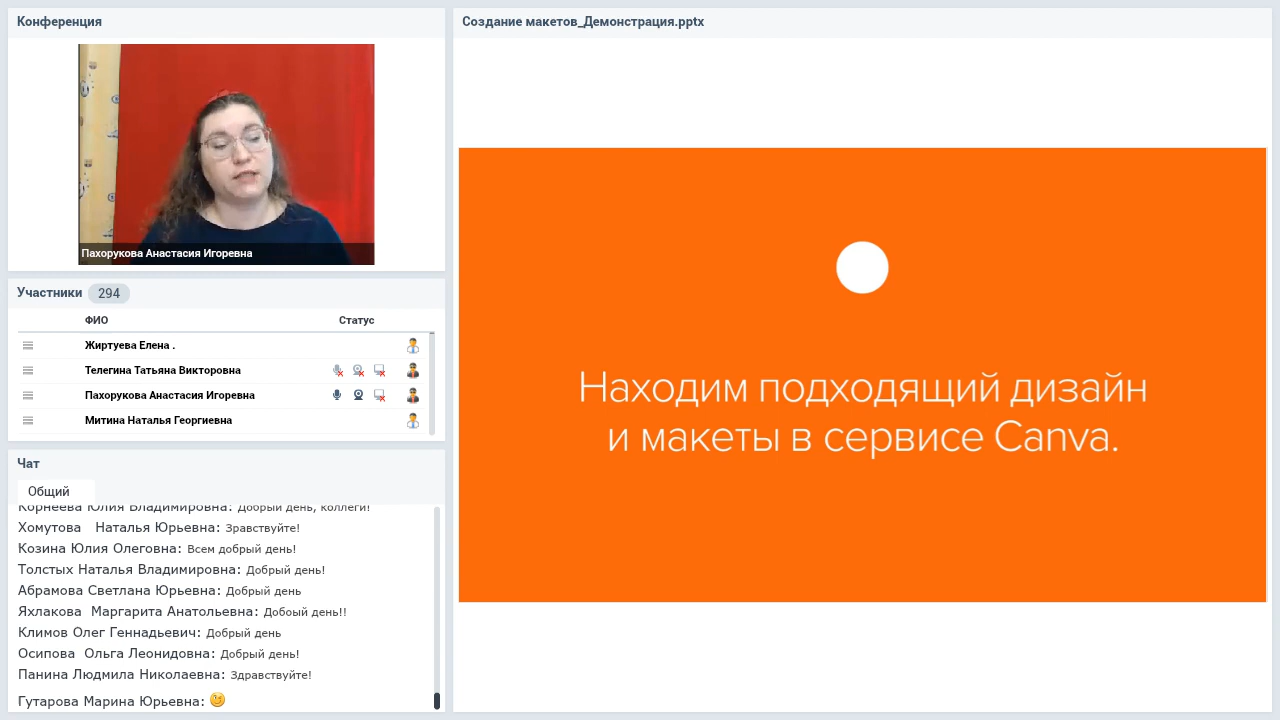 Конференция
Пахорукова Анастасия Игоревна
Участники 294
ФИО Статус
Жиртуева Елена .
Телегина Татьяна Викторовна
Пахорукова Анастасия Игоревна
Митина Наталья Георгиевна
Чат
Общий
Корнеева Юлия Владимировна: Добрый день, коллеги!
Хомутова Наталья Юрьевна: Зравствуйте!
Козина Юлия Олеговна: Всем добрый день!
Толстых Наталья Владимировна: Добрый день!
Абрамова Светлана Юрьевна: Добрый день
Яхлакова Маргарита Анатольевна: Добоый день!!
Климов Олег Геннадьевич: Добрый день
Осипова Ольга Леонидовна: Добрый день!
Панина Людмила Николаевна: Здравствуйте!
Гутарова Марина Юрьевна:
Создание макетов_Демонстрация.pptx
Находим подходящий дизайн
и макеты в сервисе Canva.